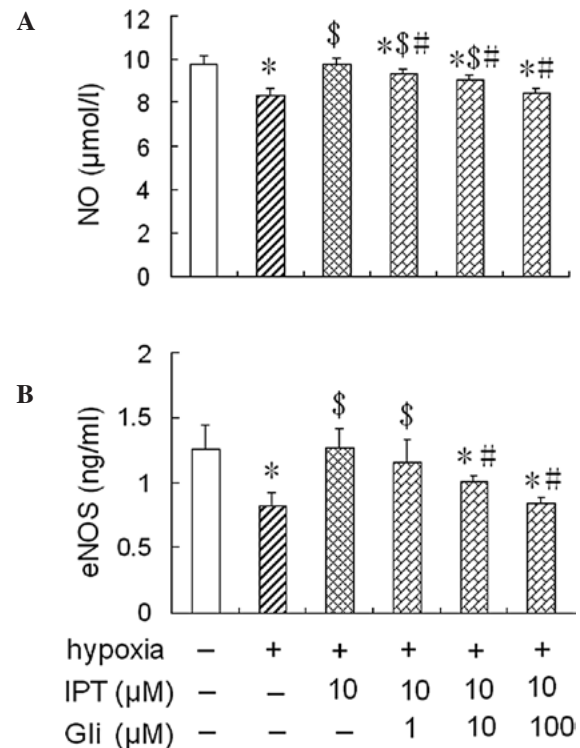 A
NO (µmol/l)
12
10
8
6
4
2
0
* $ *$# *$# *#
B
eNOS (ng/ml)
2
1.5
1
0.5
0
* $ $ *# *#
hypoxia – + + + + +
IPT (µM) – – 10 10 10 10
Gli (µM) – – – 1 10 100